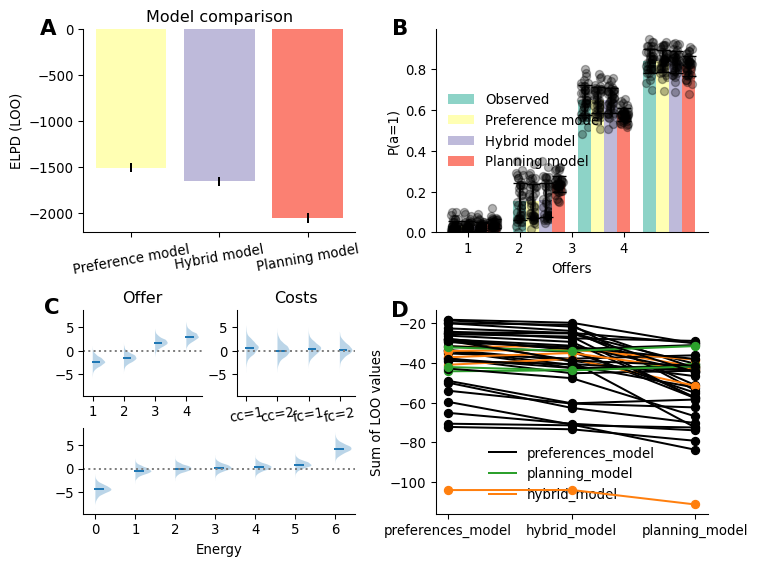 A
Model comparison
0
−500
−1000
−1500
−2000
ELPD (LOO)
Preference model
Hybrid model
Planning model
B
0.8
0.6
0.4
0.2
0.0
P(a=1)
Observed
Preference model
Hybrid model
Planning model
1 2 3 4
Offers
C
Offer
5
0
−5
1 2 3 4
Costs
5
0
−5
cc=1 cc=2 fc=1 fc=2
5
0
−5
0 1 2 3 4 5 6
Energy
D
−20
−40
−60
−80
−100
Sum of LOO values
preferences_model
planning_model
hybrid_model
preferences_model hybrid_model planning_model